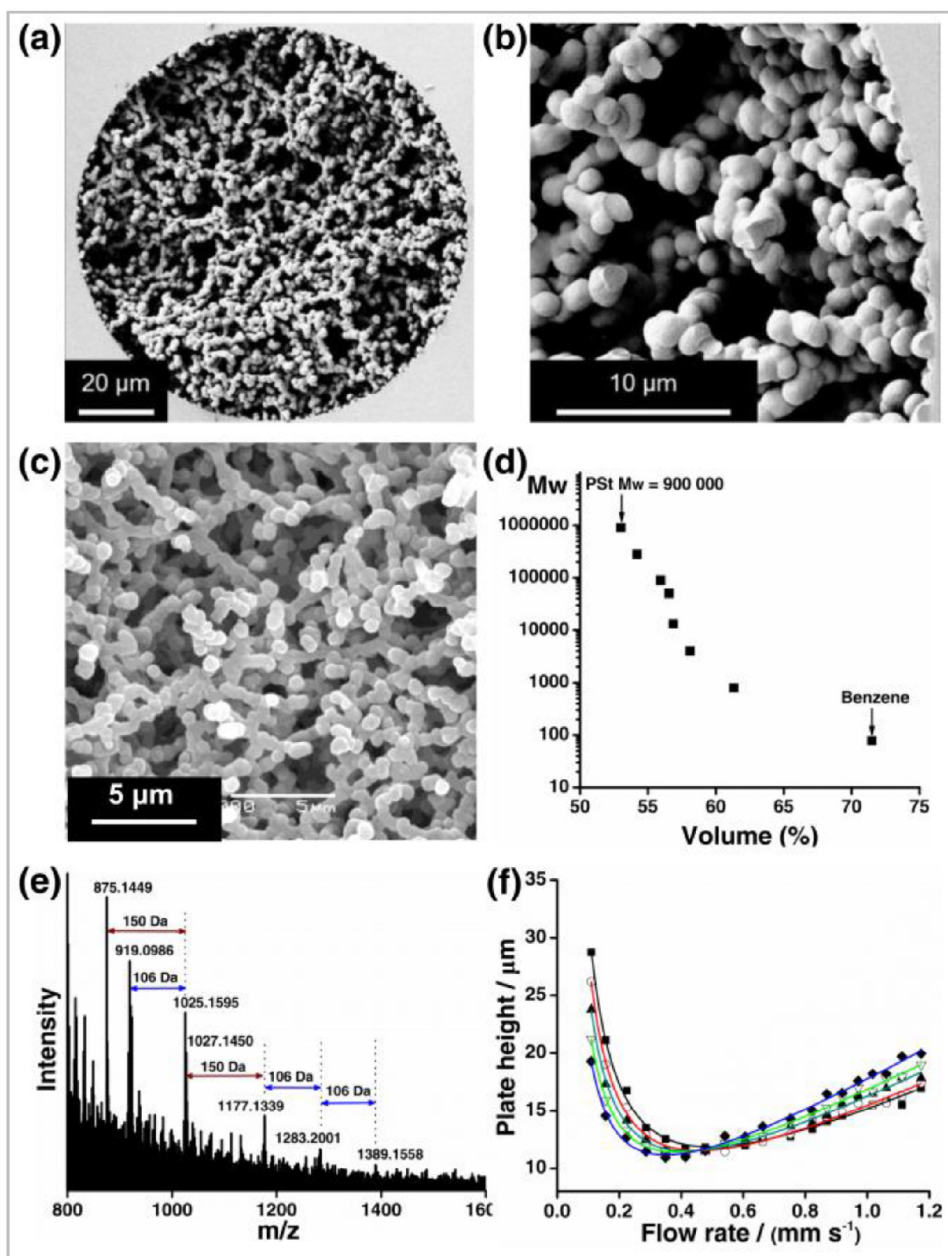 (a)
20 µm
(b)
10 µm
(c)
5 µm
5µm
(d)
Mw
PSt Mw = 900 000
1000000
100000
10000
1000
100
10
Benzene
50 55 60 65 70 75
Volume (%)
(e)
875.1449
150 Da
919.0986
106 Da
1025.1595
1027.1450
150 Da
106 Da
106 Da
1177.1339
1283.2001
1389.1558
Intensity
800 1000 1200 1400 1600
m/z
(f)
35
30
25
20
15
10
Plate height / µm
0.0 0.2 0.4 0.6 0.8 1.0 1.2
Flow rate / (mm s⁻¹)